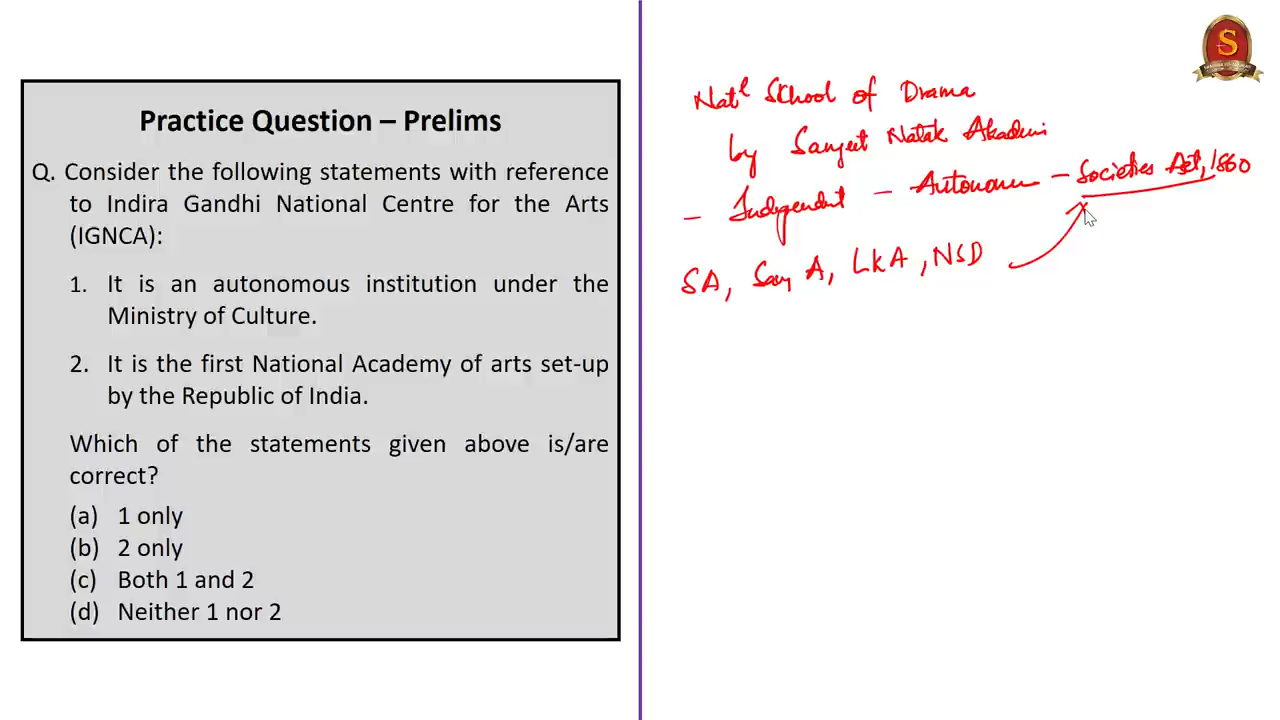 Practice Question – Prelims
Q. Consider the following statements with reference
to Indira Gandhi National Centre for the Arts
(IGNCA):
1. It is an autonomous institution under the
Ministry of Culture.
2. It is the first National Academy of arts set-up
by the Republic of India.
Which of the statements given above is/are
correct?
(a) 1 only
(b) 2 only
(c) Both 1 and 2
(d) Neither 1 nor 2
S
Natl School of Drama
by Sangeet Natak Akademi
- Independent - Autonomous - Societies Act, 1860
SA, San A, LKA, NSD